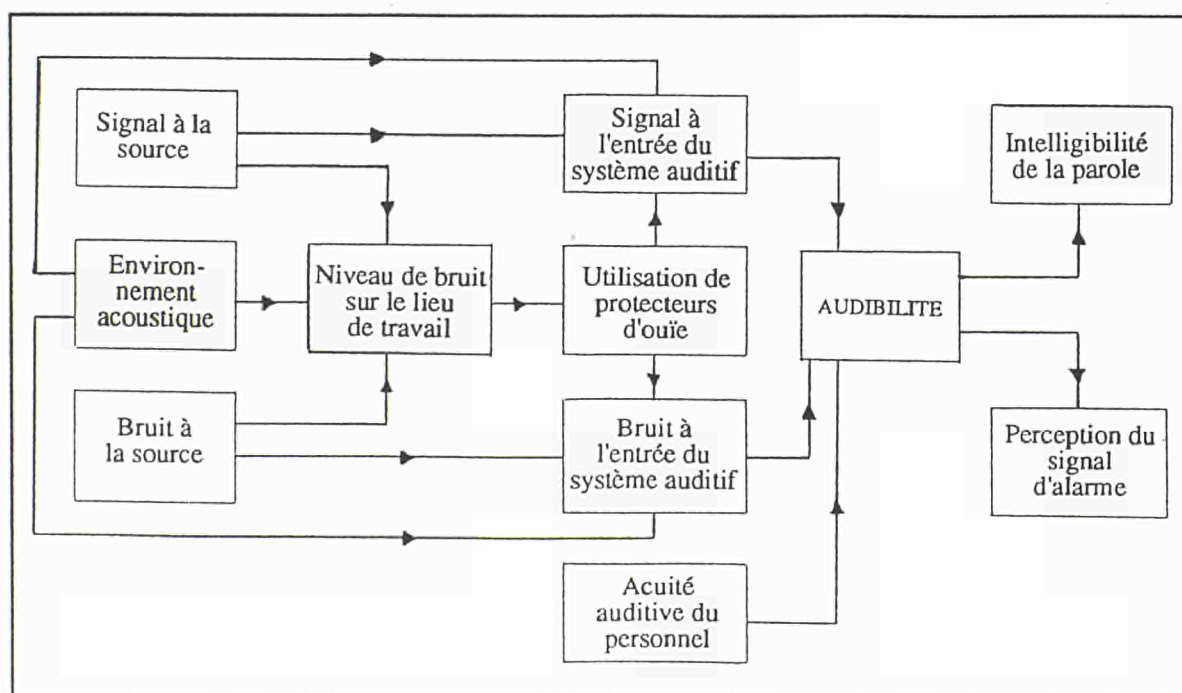 Signal à la
source
Signal à
l'entrée du
système auditif
Intelligibilité
de la parole
Environ-
nement
acoustique
Niveau de bruit
sur le lieu
de travail
Utilisation de
protecteurs
d'ouïe
AUDIBILITE
Bruit à
la source
Bruit à
l'entrée du
système auditif
Perception du
signal
d'alarme
Acuité
auditive du
personnel